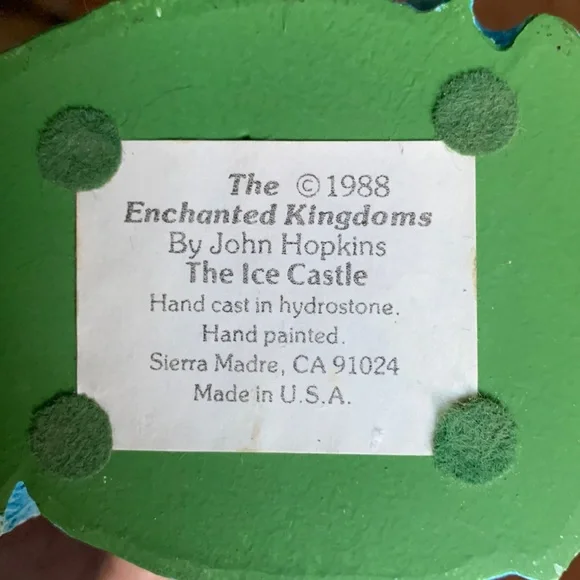 The © 1988
Enchanted Kingdoms
By John Hopkins
The Ice Castle
Hand cast in hydrostone.
Hand painted.
Sierra Madre, CA 91024
Made in U.S.A.